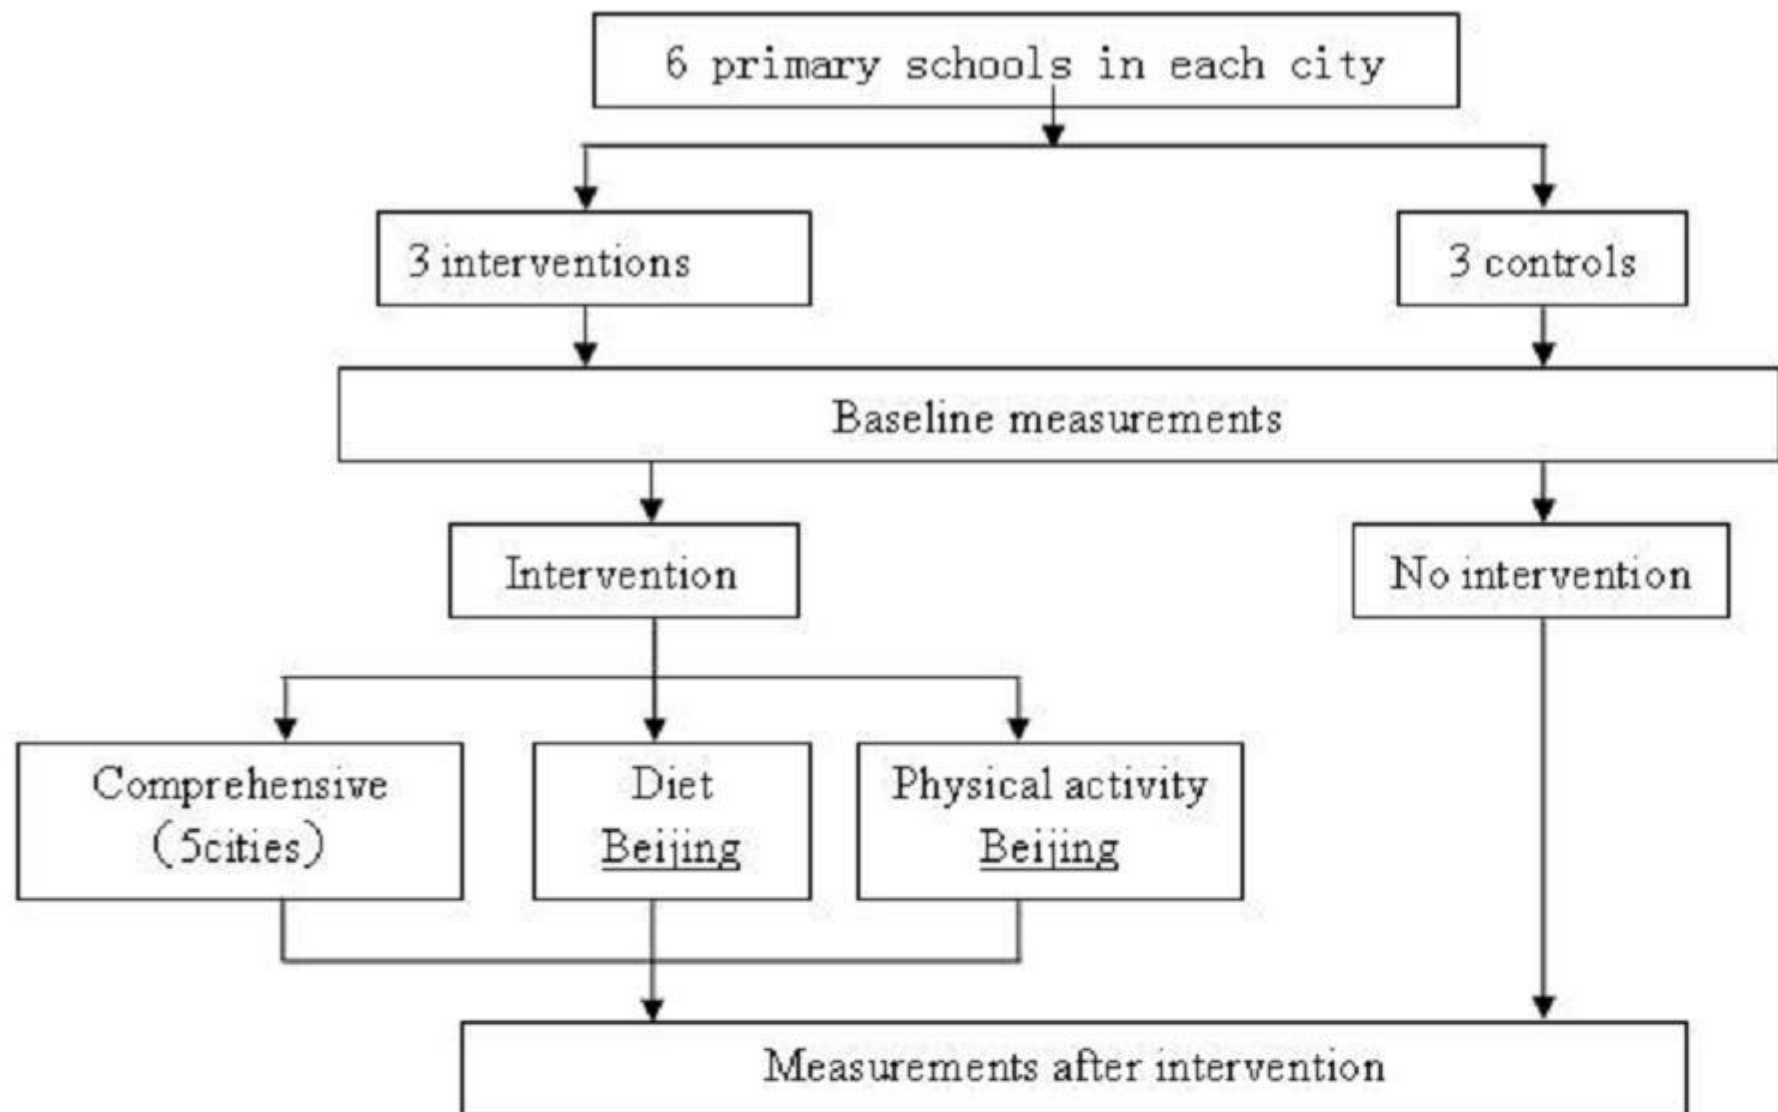 6 primary schools in each city
3 interventions
3 controls
Baseline measurements
Intervention
No intervention
Comprehensive
(5cities)
Diet
Beijing
Physical activity
Beijing
Measurements after intervention